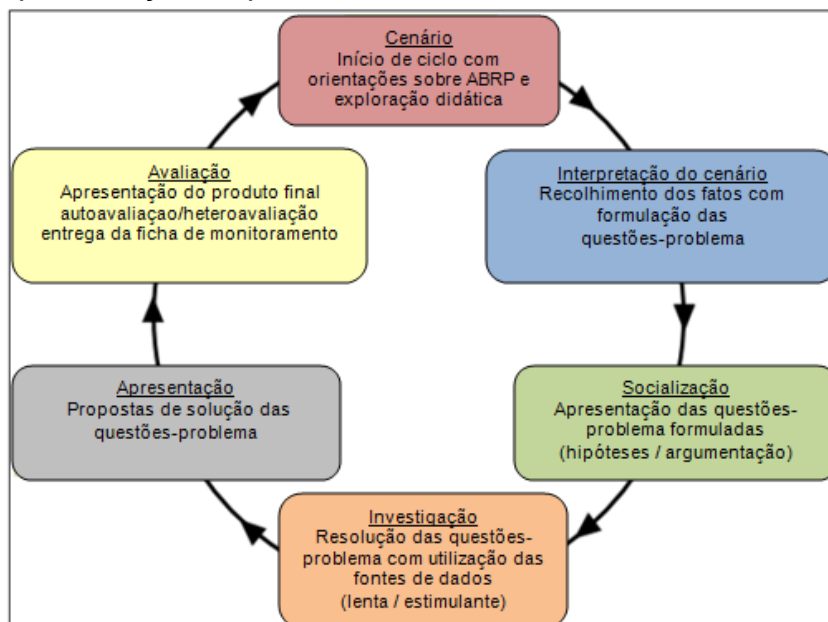 Cenário
Início de ciclo com
orientações sobre ABRP e
exploração didática
Interpretação do cenário
Recolhimento dos fatos com
formulação das
questões-problema
Socialização
Apresentação das questões-
problema formuladas
(hipóteses / argumentação)
Investigação
Resolução das questões-
problema com utilização das
fontes de dados
(lenta / estimulante)
Apresentação
Propostas de solução das
questões-problema
Avaliação
Apresentação do produto final
autoavaliaçao/heteroavaliação
entrega da ficha de monitoramento